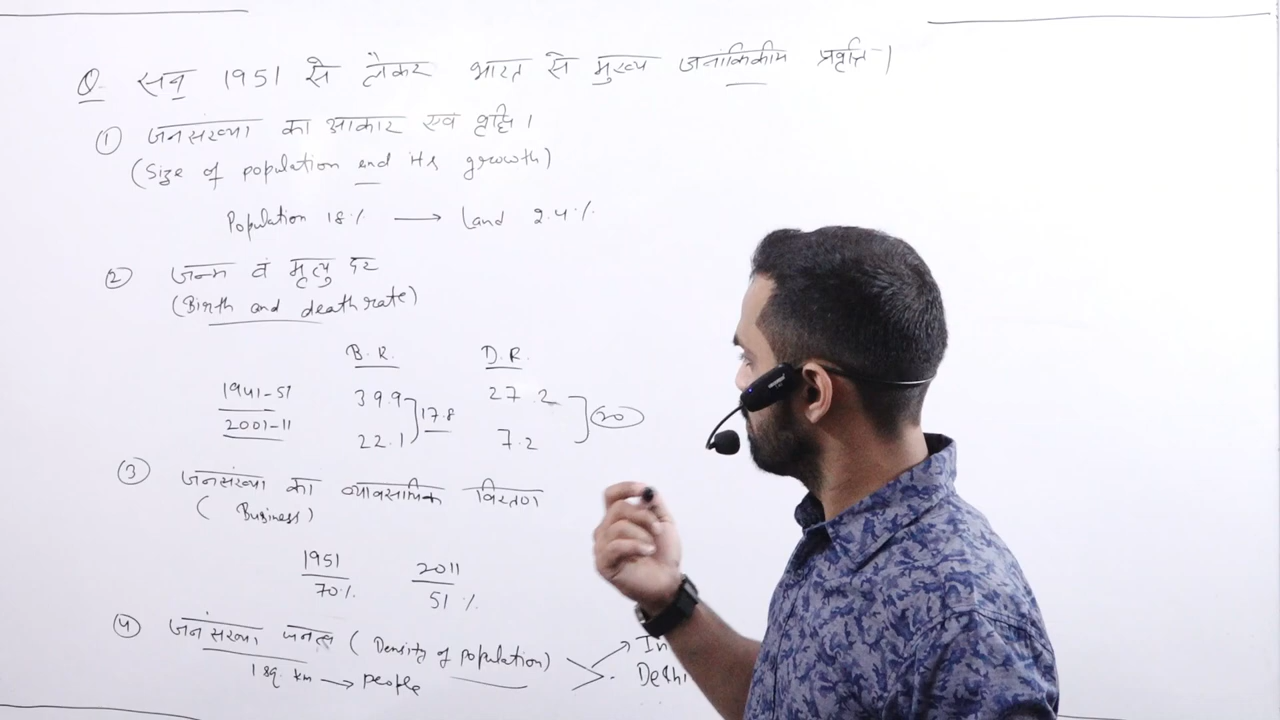 Q. सन् 1951 से लेकर भारत से मुख्य जनांकिकीय प्रवृत्ति -।
① जनसंख्या का आकार एवं वृद्धि।
(Size of population and its growth)
Population 18% → Land 2.4%
② जन्म वं मृत्यु दर
(Birth and death rate)
B.R. D.R.
1941-51 39.9 27.2
17.8 20
2001-11 22.1 7.2
③ जनसंख्या का व्यावसायिक वितरण
(Business)
1951 2011
70% 51%
④ जनसंख्या घनत्व (Density of population) → In
1 sq. km → people Delhi